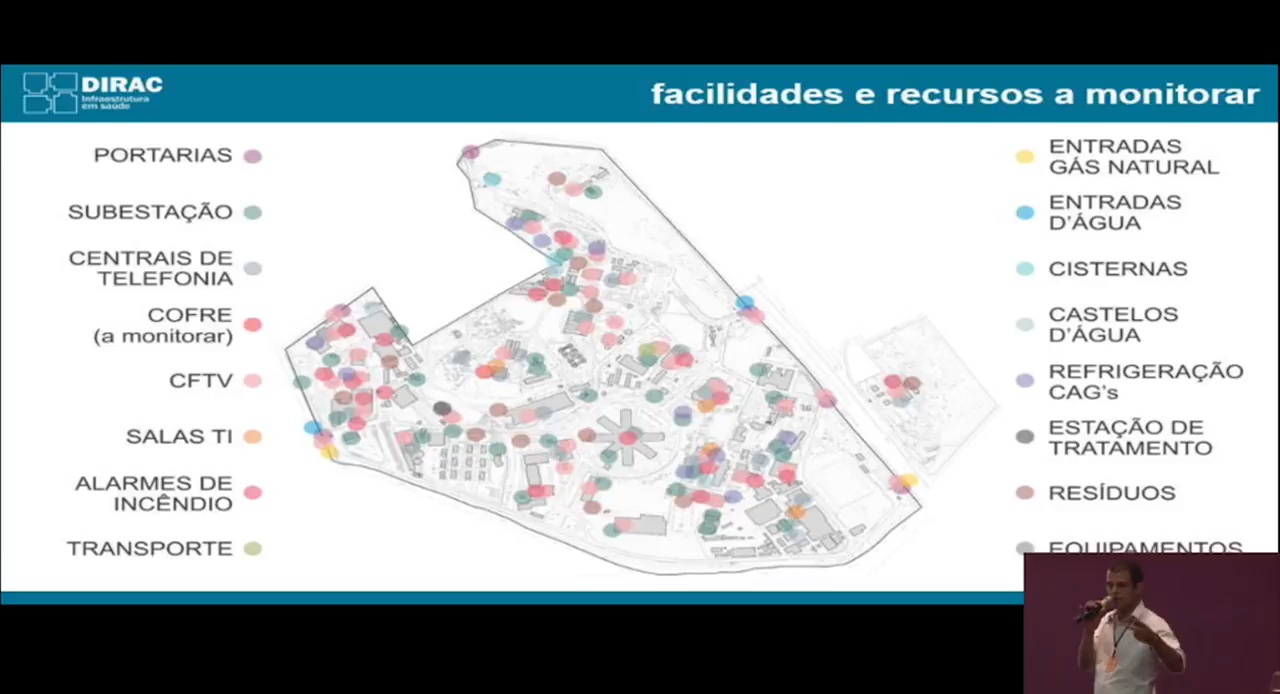 DIRAC
Infraestrutura
em saúde
facilidades e recursos a monitorar
PORTARIAS
SUBESTAÇÃO
CENTRAIS DE
TELEFONIA
COFRE
(a monitorar)
CFTV
SALAS TI
ALARMES DE
INCÊNDIO
TRANSPORTE
ENTRADAS
GÁS NATURAL
ENTRADAS
D’ÁGUA
CISTERNAS
CASTELOS
D’ÁGUA
REFRIGERAÇÃO
CAG’s
ESTAÇÃO DE
TRATAMENTO
RESÍDUOS
EQUIPAMENTOS